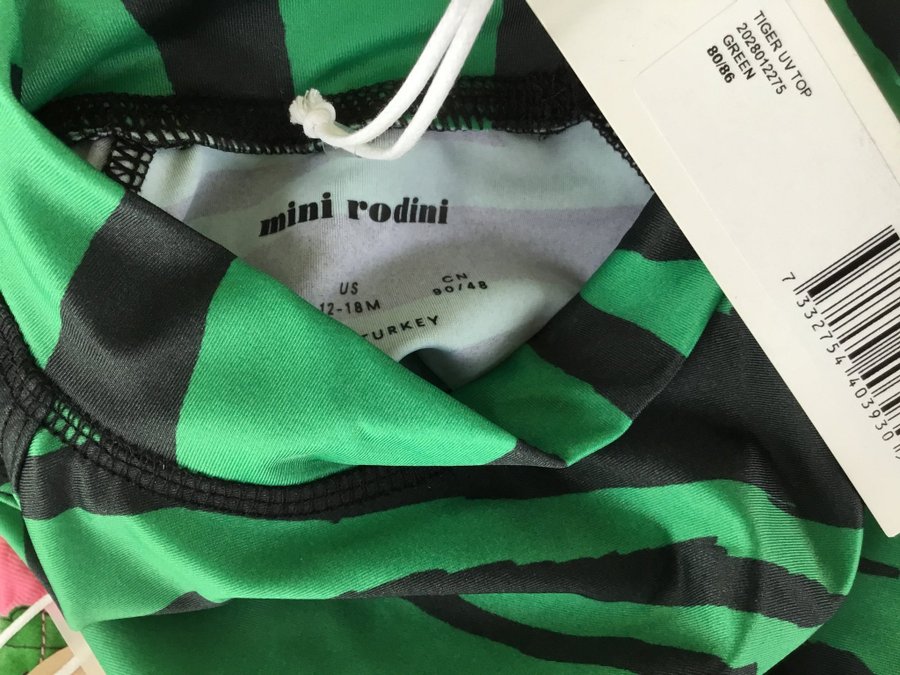 mini rodini
US
12-18M
CN
90/48
TURKEY
TIGER UV TOP
2028012275
GREEN
80/86
7 332754 403930